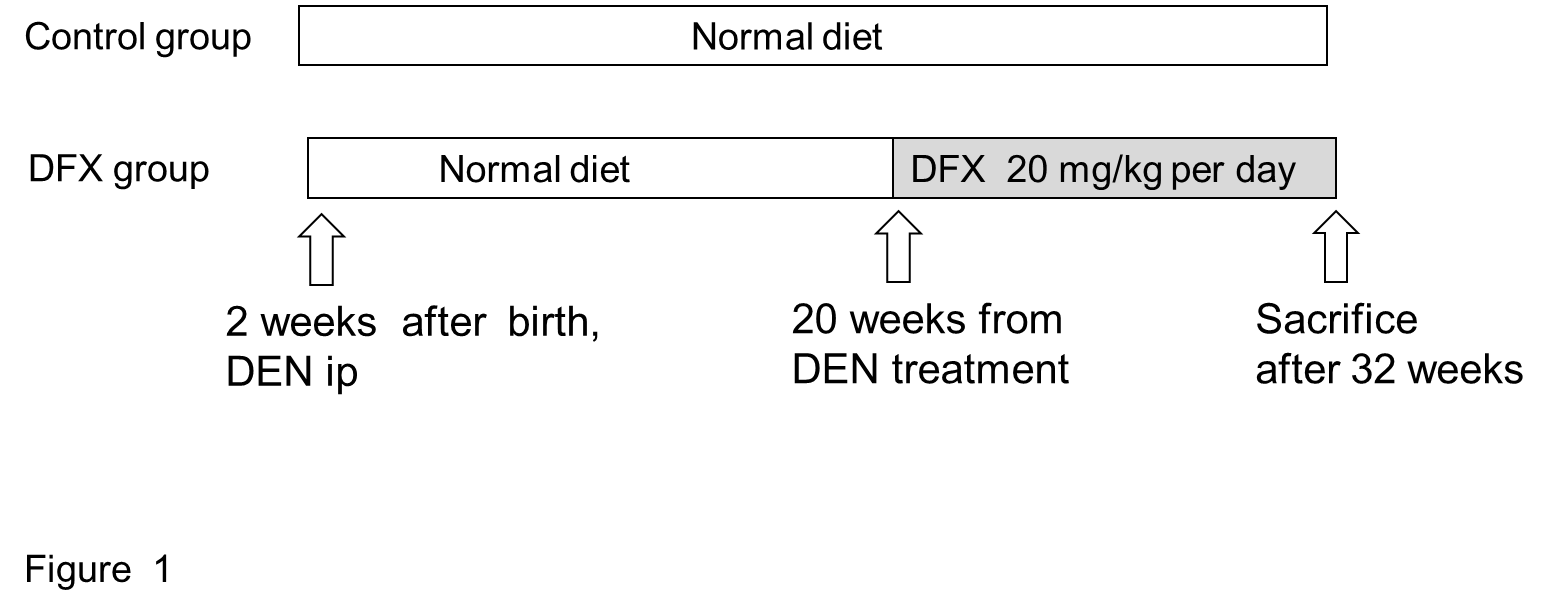 Control group
Normal diet
DFX group
Normal diet
DFX 20 mg/kg per day
2 weeks after birth,
DEN ip
20 weeks from
DEN treatment
Sacrifice
after 32 weeks
Figure 1